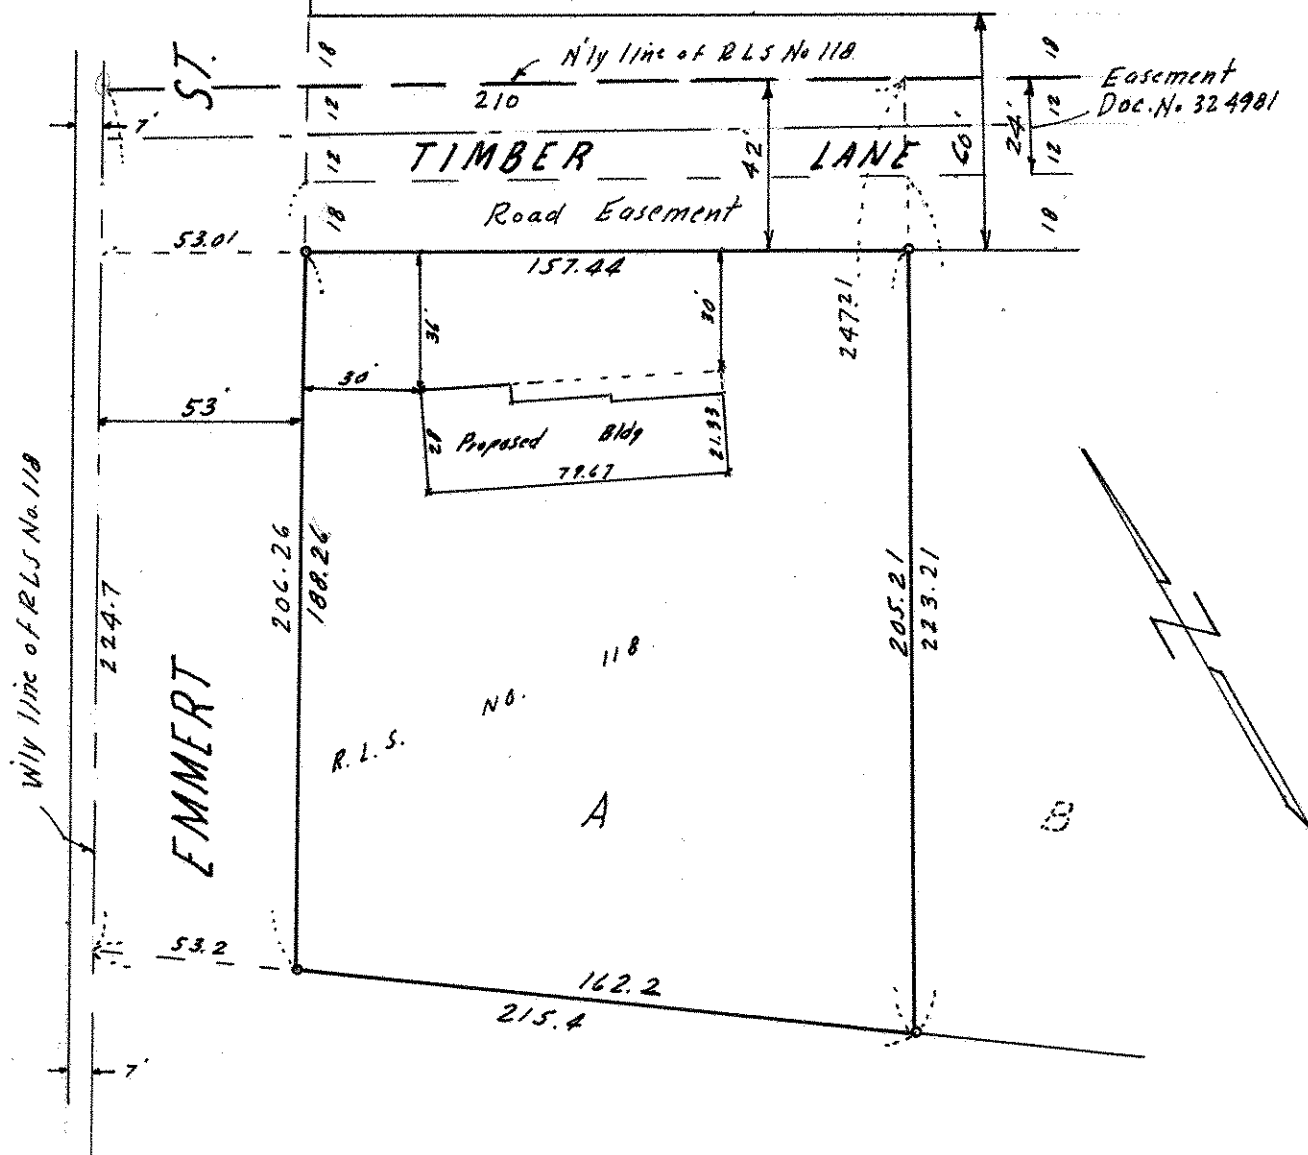 18
N'ly line of RLS No 118
18
Easement
Doc. No. 324981
ST.
210
12
12
7'
TIMBER LANE
42'
60'
24'
12
12
Road Easement
18
18
53.01
157.44
36'
30'
247.21
30'
53'
Proposed Bldg
28
21.33
79.67
W'ly line of RLS No. 118
224.7
206.26
188.26
205.21
223.21
R. L. S. NO. 118
EMMERT
A
B
53.2
162.2
215.4
7'